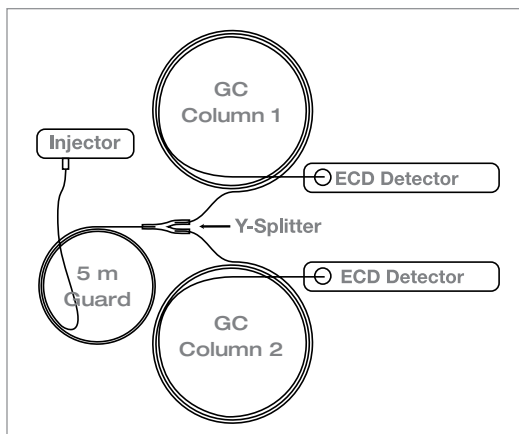 GC
Column 1
Injector
ECD Detector
Y-Splitter
5 m
Guard
ECD Detector
GC
Column 2